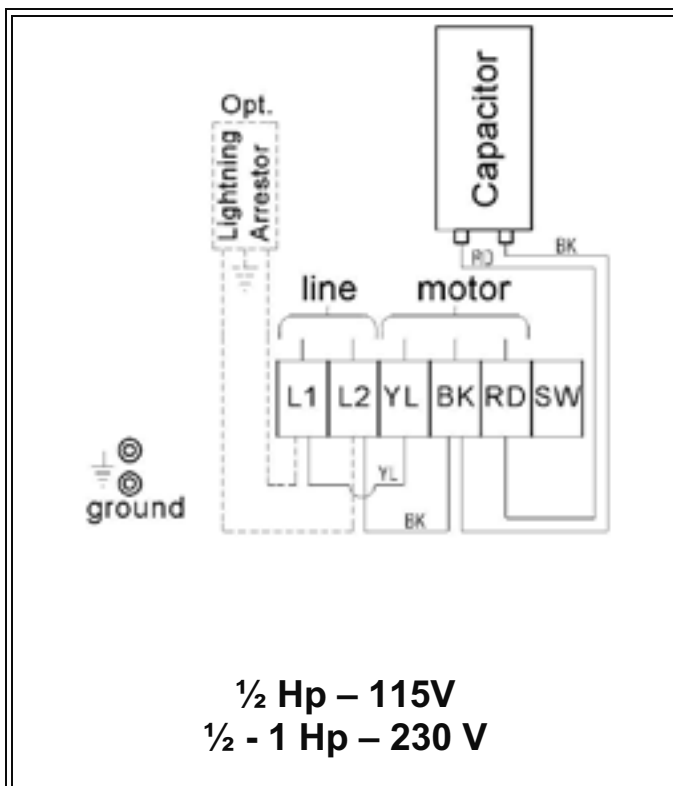 Opt.
Lightning
Arrestor
Capacitor
RD
BK
line
motor
L1 L2 YL BK RD SW
YL
BK
ground
½ Hp – 115V
½ - 1 Hp – 230 V